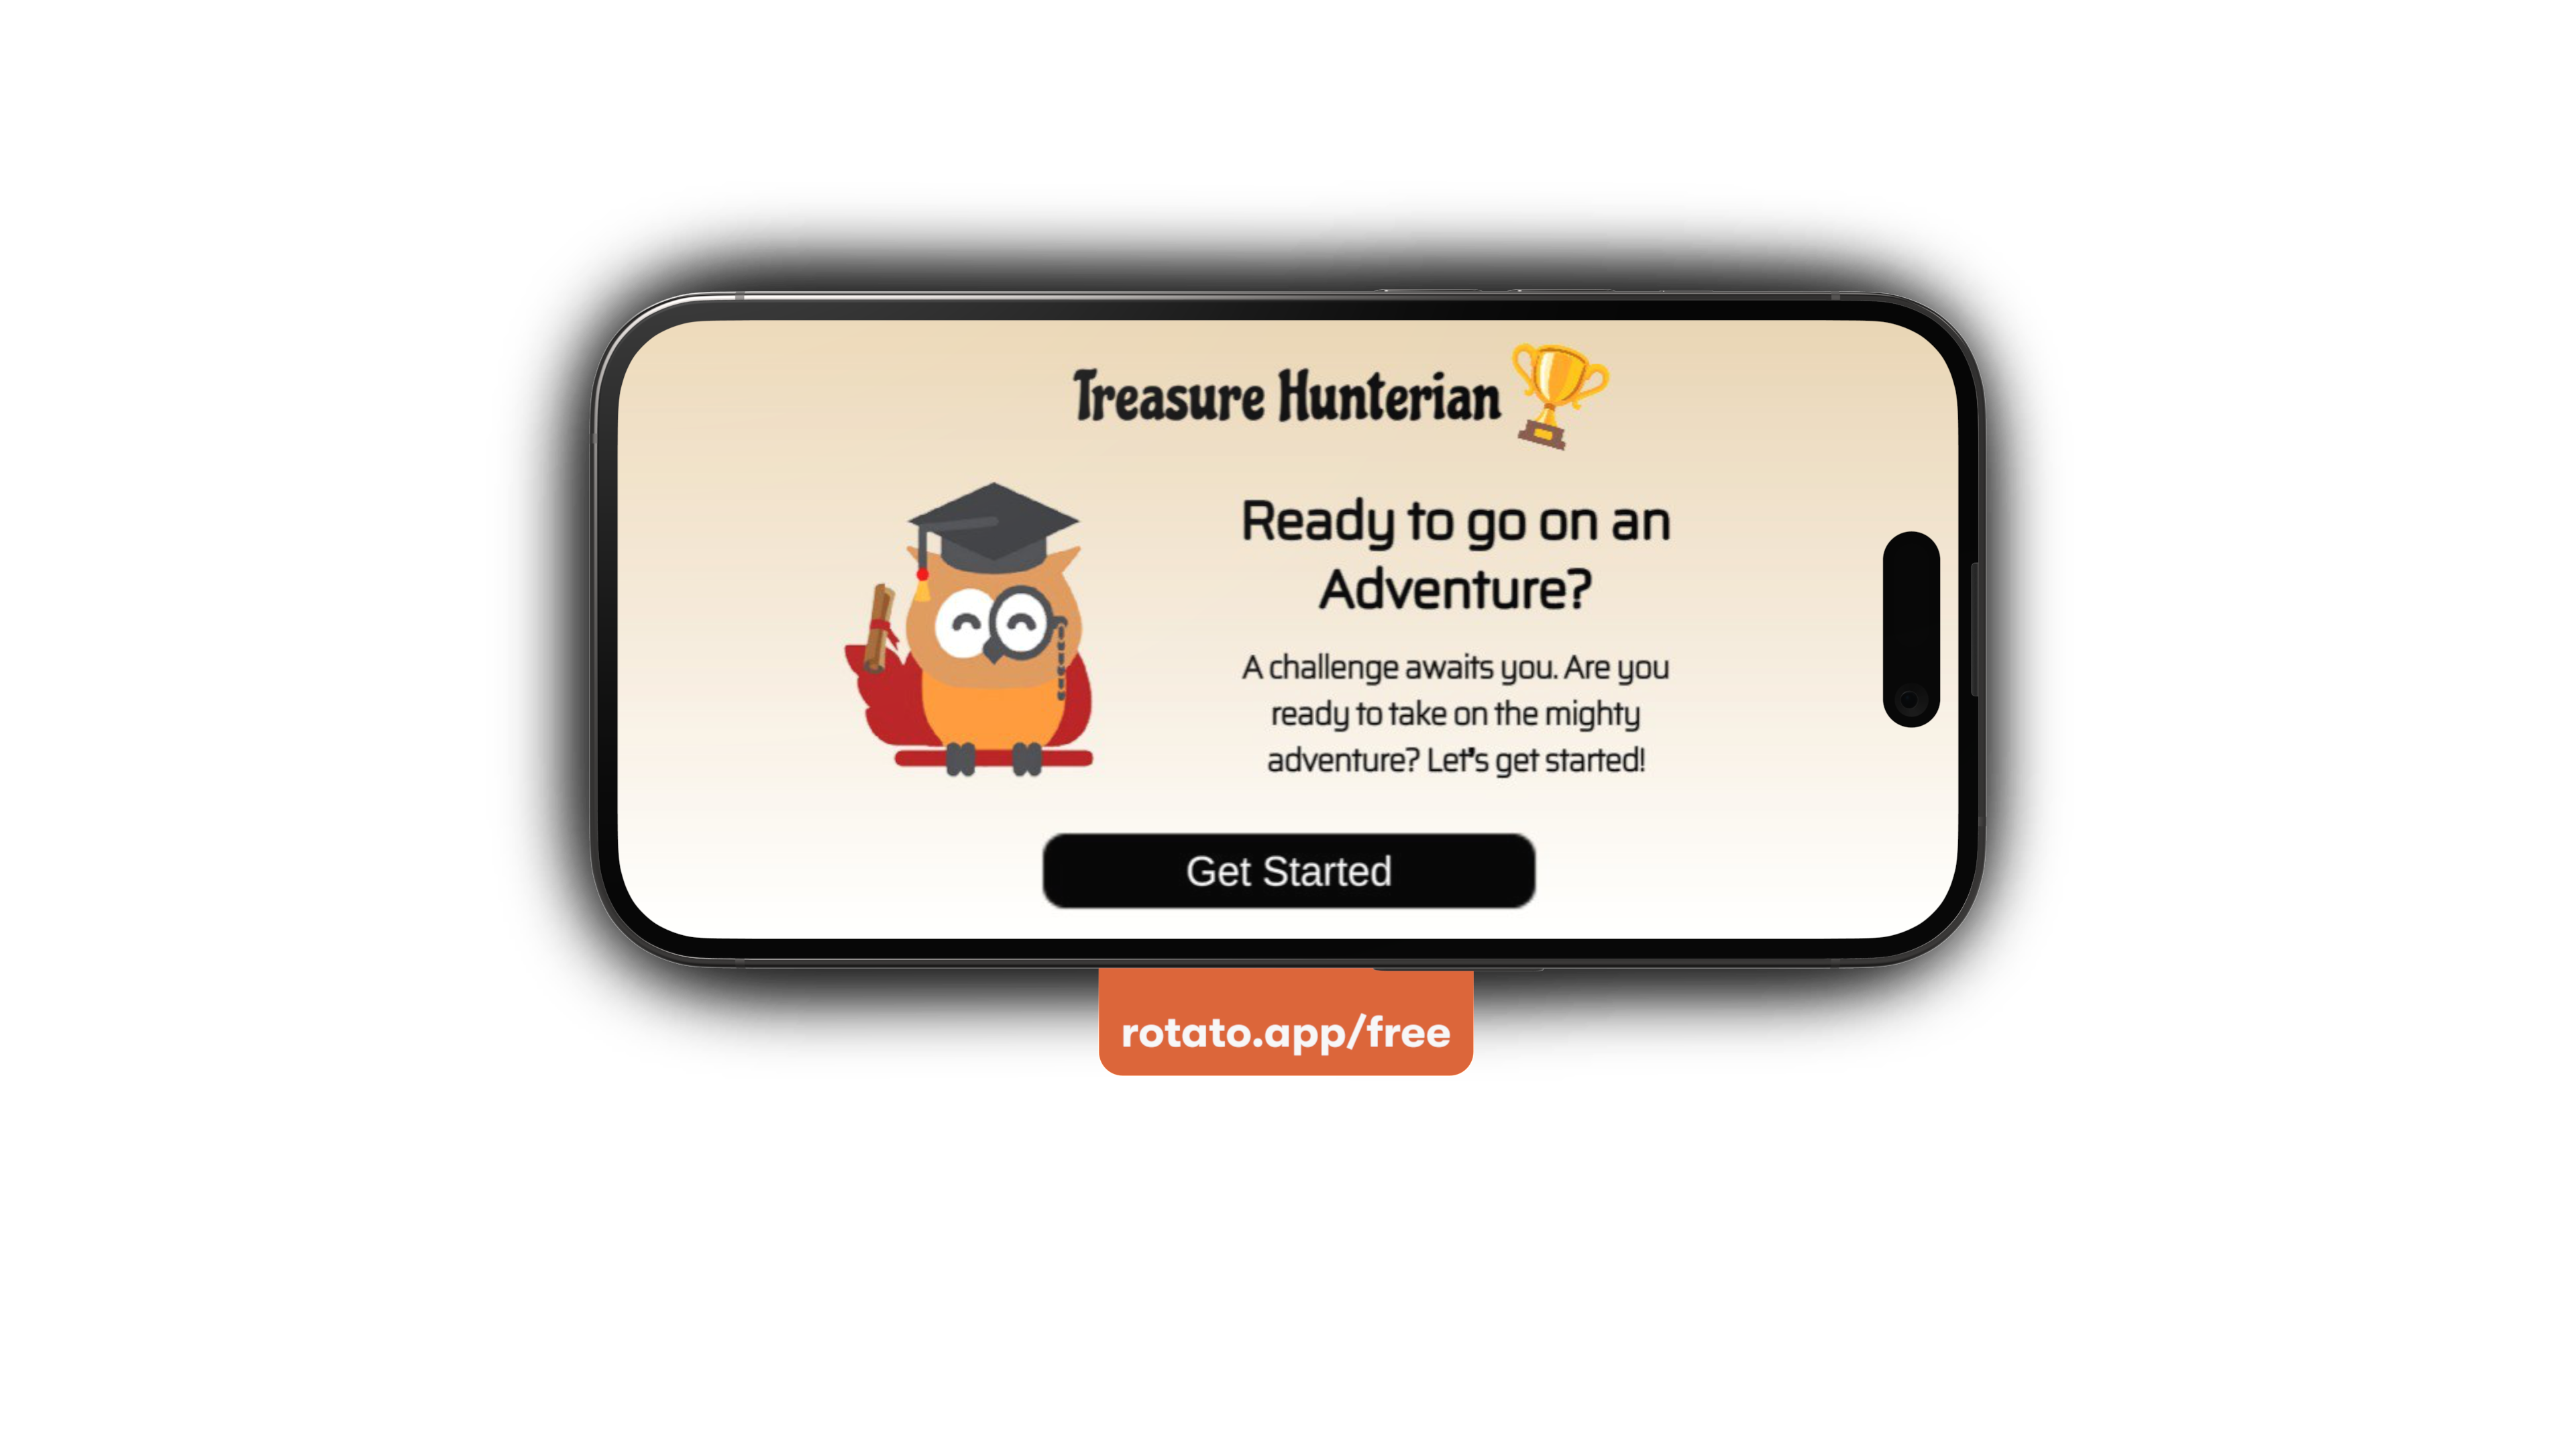 Treasure Hunterian
Ready to go on an
Adventure?
A challenge awaits you. Are you
ready to take on the mighty
adventure? Let's get started!
Get Started
rotato.app/free